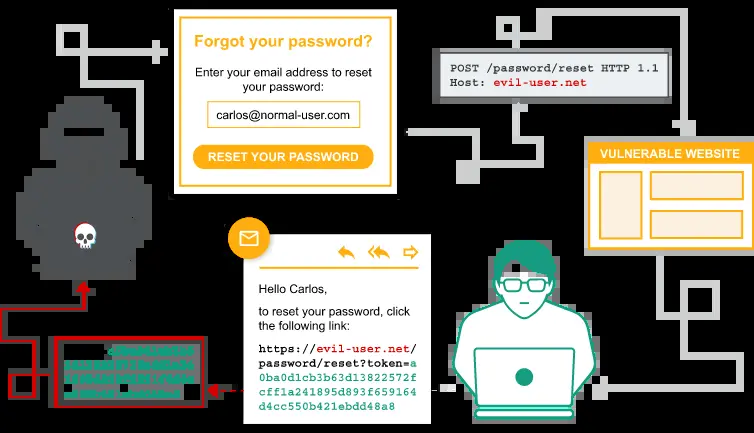 Forgot your password?
Enter your email address to reset
your password:
carlos@normal-user.com
RESET YOUR PASSWORD
POST /password/reset HTTP 1.1
Host: evil-user.net
VULNERABLE WEBSITE
Hello Carlos,
to reset your password, click
the following link:
https://evil-user.net/
password/reset?token=a
0ba0d1cb3b63d13822572f
cff1a241895d893f659164
d4cc550b421ebdd48a8